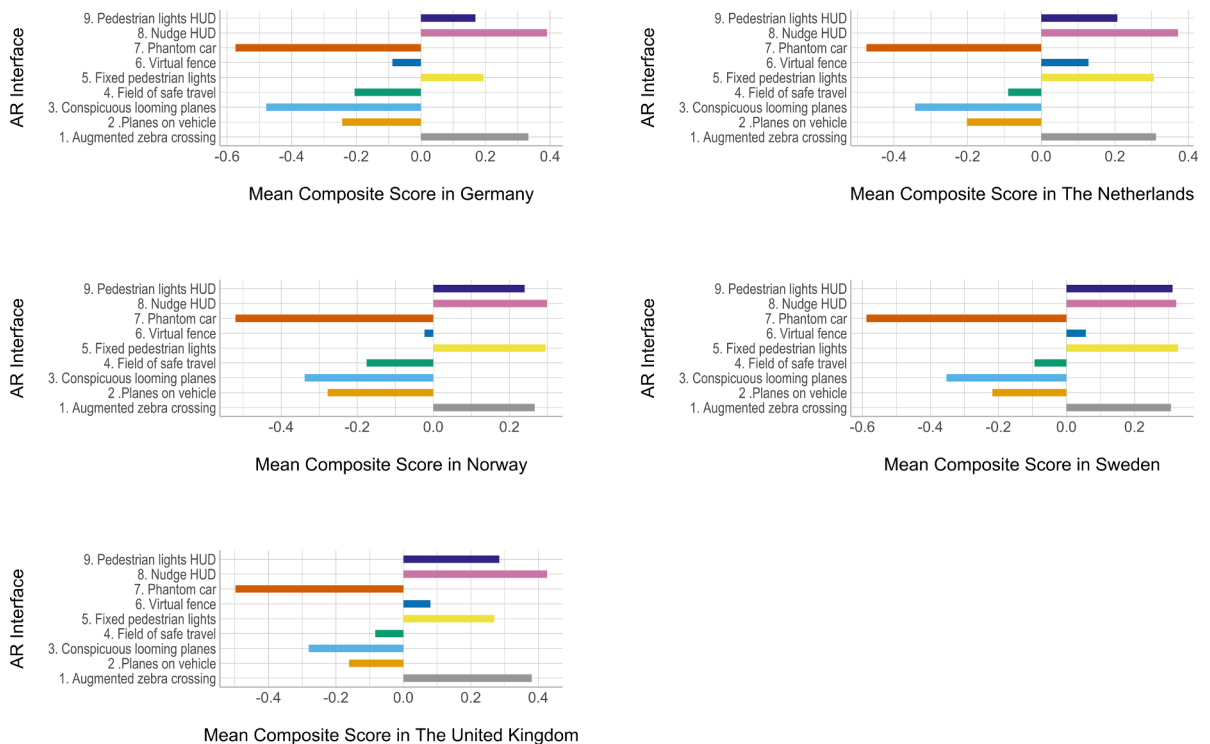 AR Interface
9. Pedestrian lights HUD
8. Nudge HUD
7. Phantom car
6. Virtual fence
5. Fixed pedestrian lights
4. Field of safe travel
3. Conspicuous looming planes
2 .Planes on vehicle
1. Augmented zebra crossing
-0.6 -0.4 -0.2 0.0 0.2 0.4
Mean Composite Score in Germany
AR Interface
9. Pedestrian lights HUD
8. Nudge HUD
7. Phantom car
6. Virtual fence
5. Fixed pedestrian lights
4. Field of safe travel
3. Conspicuous looming planes
2 .Planes on vehicle
1. Augmented zebra crossing
-0.4 -0.2 0.0 0.2 0.4
Mean Composite Score in The Netherlands
AR Interface
9. Pedestrian lights HUD
8. Nudge HUD
7. Phantom car
6. Virtual fence
5. Fixed pedestrian lights
4. Field of safe travel
3. Conspicuous looming planes
2 .Planes on vehicle
1. Augmented zebra crossing
-0.4 -0.2 0.0 0.2
Mean Composite Score in Norway
AR Interface
9. Pedestrian lights HUD
8. Nudge HUD
7. Phantom car
6. Virtual fence
5. Fixed pedestrian lights
4. Field of safe travel
3. Conspicuous looming planes
2 .Planes on vehicle
1. Augmented zebra crossing
-0.6 -0.4 -0.2 0.0 0.2
Mean Composite Score in Sweden
AR Interface
9. Pedestrian lights HUD
8. Nudge HUD
7. Phantom car
6. Virtual fence
5. Fixed pedestrian lights
4. Field of safe travel
3. Conspicuous looming planes
2 .Planes on vehicle
1. Augmented zebra crossing
-0.4 -0.2 0.0 0.2 0.4
Mean Composite Score in The United Kingdom